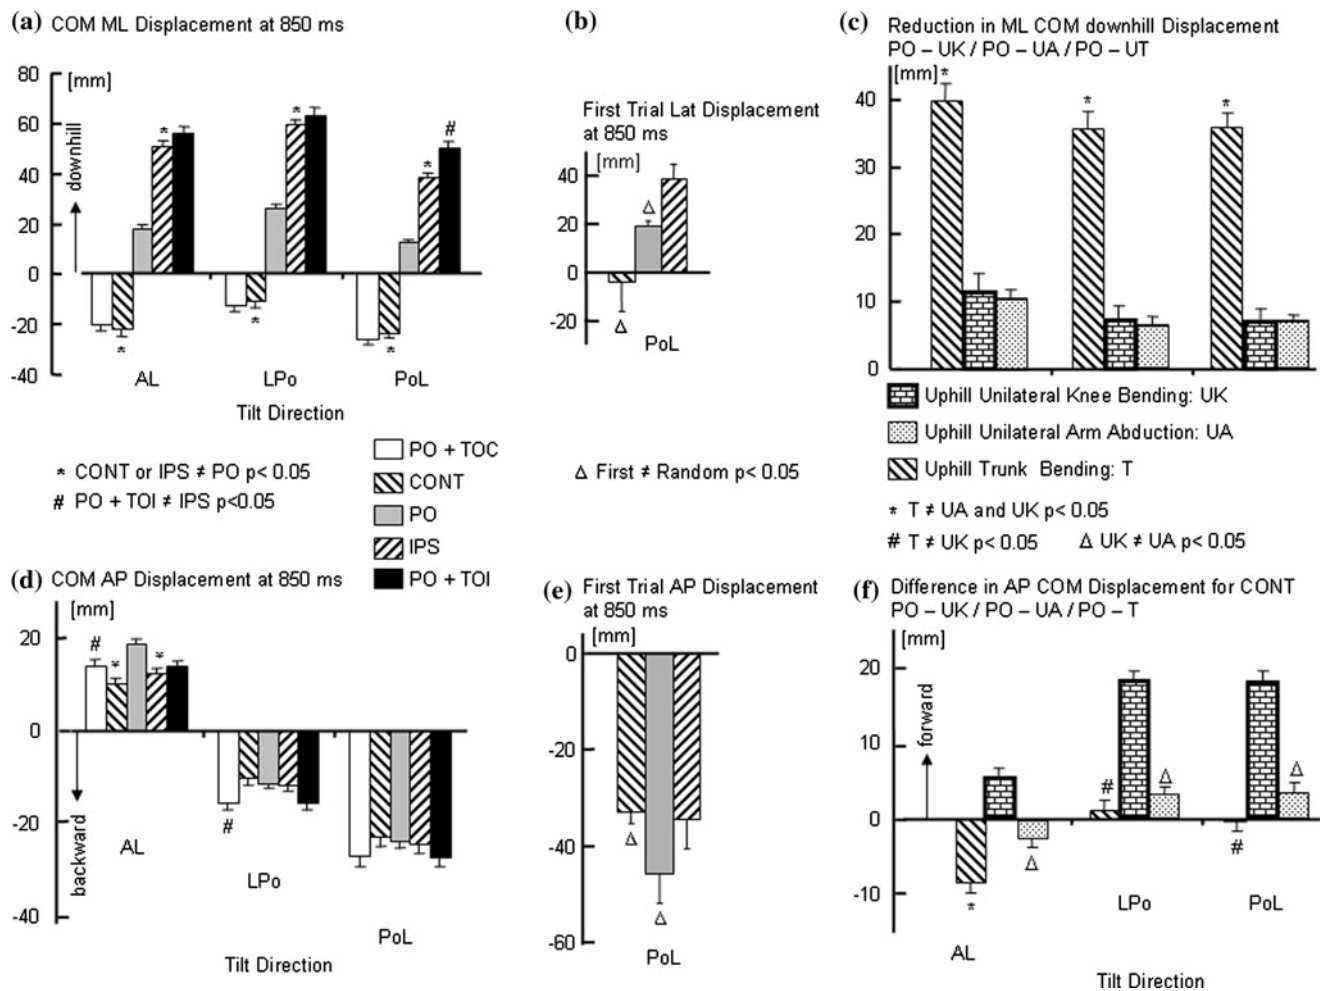 (a) COM ML Displacement at 850 ms
80
[mm]
60
40
20
0
-20
-40
downhill
*
*
*
#
*
*
*
AL
LPo
PoL
Tilt Direction
* CONT or IPS ≠ PO p< 0.05
# PO + TOI ≠ IPS p<0.05
PO + TOC
CONT
PO
IPS
PO + TOI
(b)
First Trial Lat Displacement
at 850 ms
[mm]
40
20
0
-20
Δ
Δ
PoL
Δ First ≠ Random p< 0.05
(c) Reduction in ML COM downhill Displacement
PO – UK / PO – UA / PO – UT
[mm]
40
30
20
10
0
*
*
*
Uphill Unilateral Knee Bending: UK
Uphill Unilateral Arm Abduction: UA
Uphill Trunk Bending: T
* T ≠ UA and UK p< 0.05
# T ≠ UK p< 0.05 Δ UK ≠ UA p< 0.05
(d) COM AP Displacement at 850 ms
[mm]
20
0
-20
-40
backward
#
*
*
#
AL
LPo
PoL
Tilt Direction
(e) First Trial AP Displacement
at 850 ms
[mm]
0
-20
-40
-60
Δ
Δ
PoL
(f) Difference in AP COM Displacement for CONT
PO – UK / PO – UA / PO – T
[mm]
20
10
0
-10
forward
#
Δ
Δ
Δ
#
*
AL
LPo
PoL
Tilt Direction